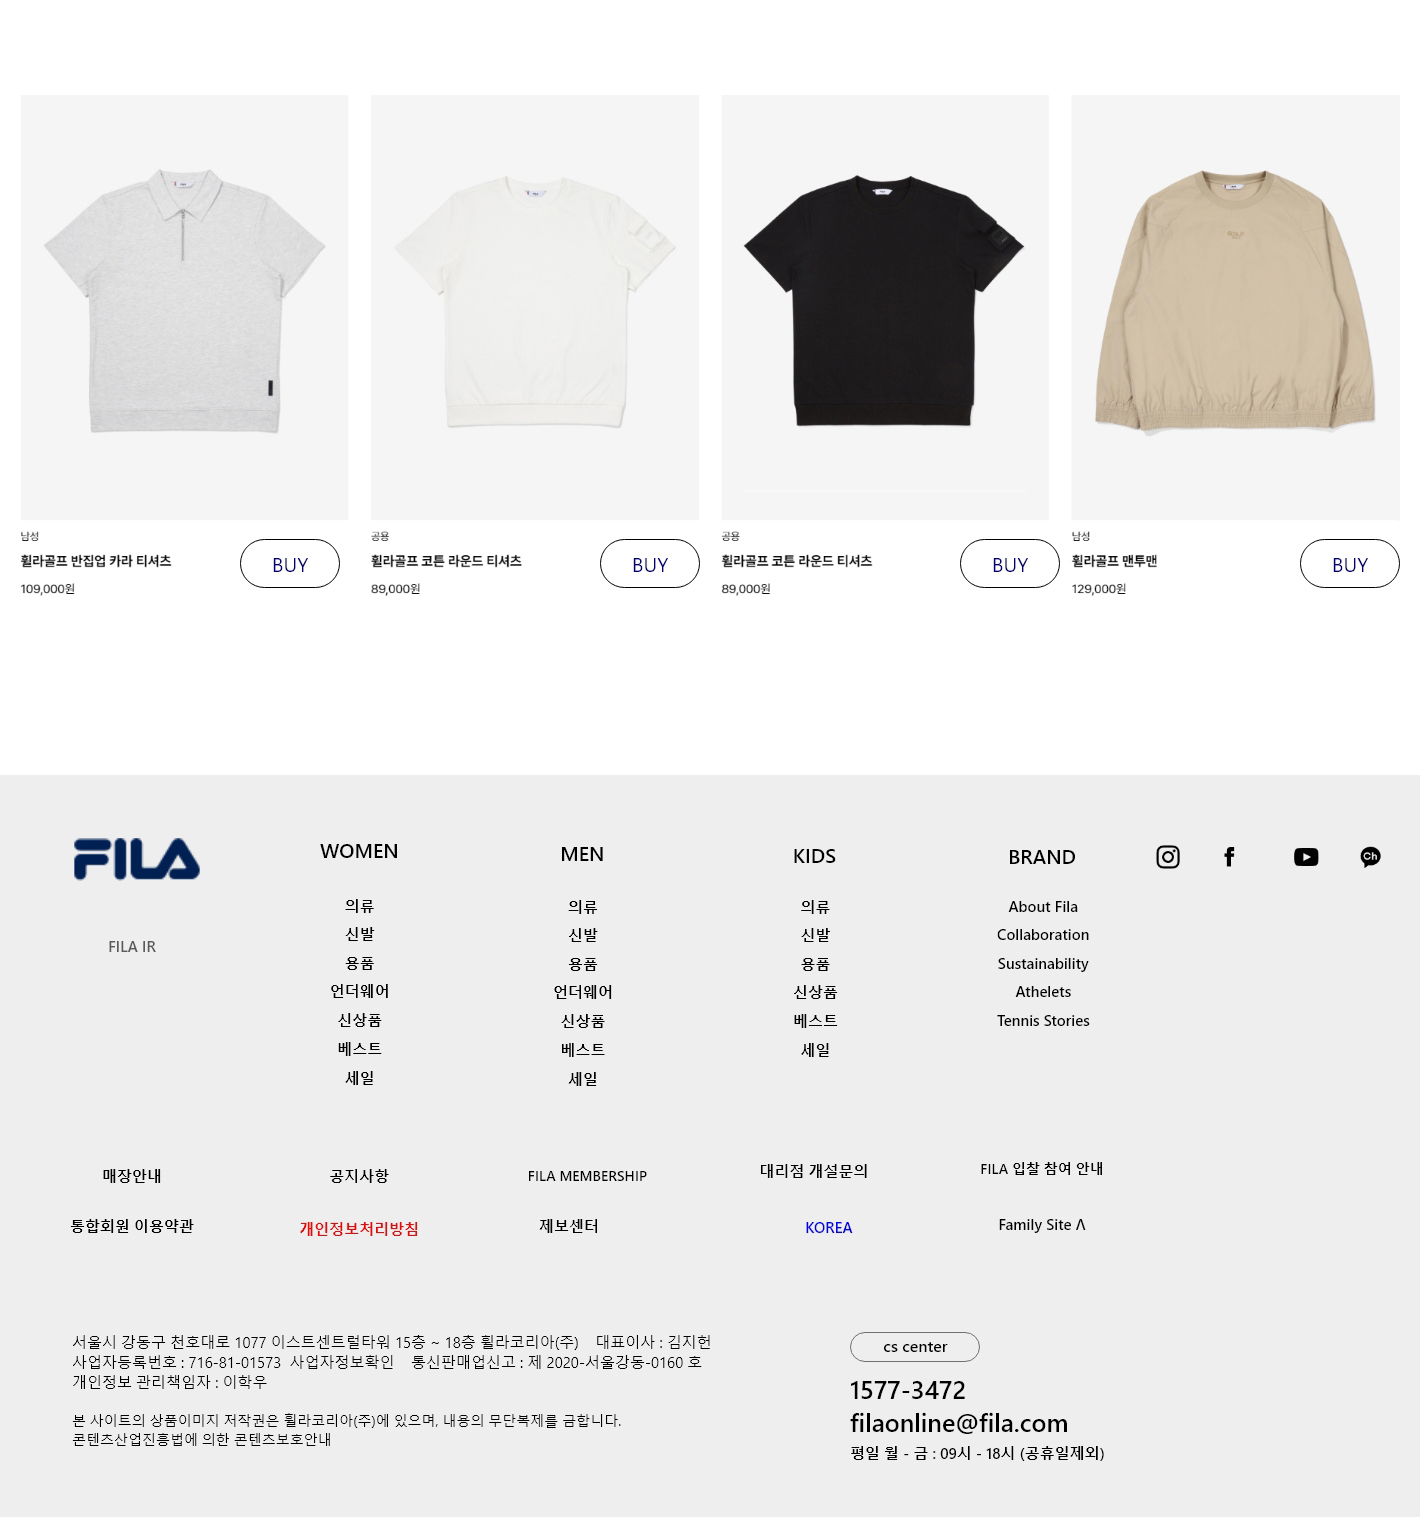 남성
휠라골프 반집업 카라 티셔츠
109,000원
BUY
공용
휠라골프 코튼 라운드 티셔츠
89,000원
BUY
공용
휠라골프 코튼 라운드 티셔츠
89,000원
BUY
남성
휠라골프 맨투맨
129,000원
BUY
FILA
FILA IR
WOMEN
의류
신발
용품
언더웨어
신상품
베스트
세일
MEN
의류
신발
용품
언더웨어
신상품
베스트
세일
KIDS
의류
신발
용품
신상품
베스트
세일
BRAND
About Fila
Collaboration
Sustainability
Athelets
Tennis Stories
Ch
매장안내
공지사항
FILA MEMBERSHIP
대리점 개설문의
FILA 입찰 참여 안내
통합회원 이용약관
개인정보처리방침
제보센터
KOREA
Family Site Λ
서울시 강동구 천호대로 1077 이스트센트럴타워 15층 ~ 18층 휠라코리아(주) 대표이사 : 김지헌
사업자등록번호 : 716-81-01573 사업자정보확인 통신판매업신고 : 제 2020-서울강동-0160 호
개인정보 관리책임자 : 이학우
본 사이트의 상품이미지 저작권은 휠라코리아(주)에 있으며, 내용의 무단복제를 금합니다.
콘텐츠산업진흥법에 의한 콘텐츠보호안내
cs center
1577-3472
filaonline@fila.com
평일 월 - 금 : 09시 - 18시 (공휴일제외)